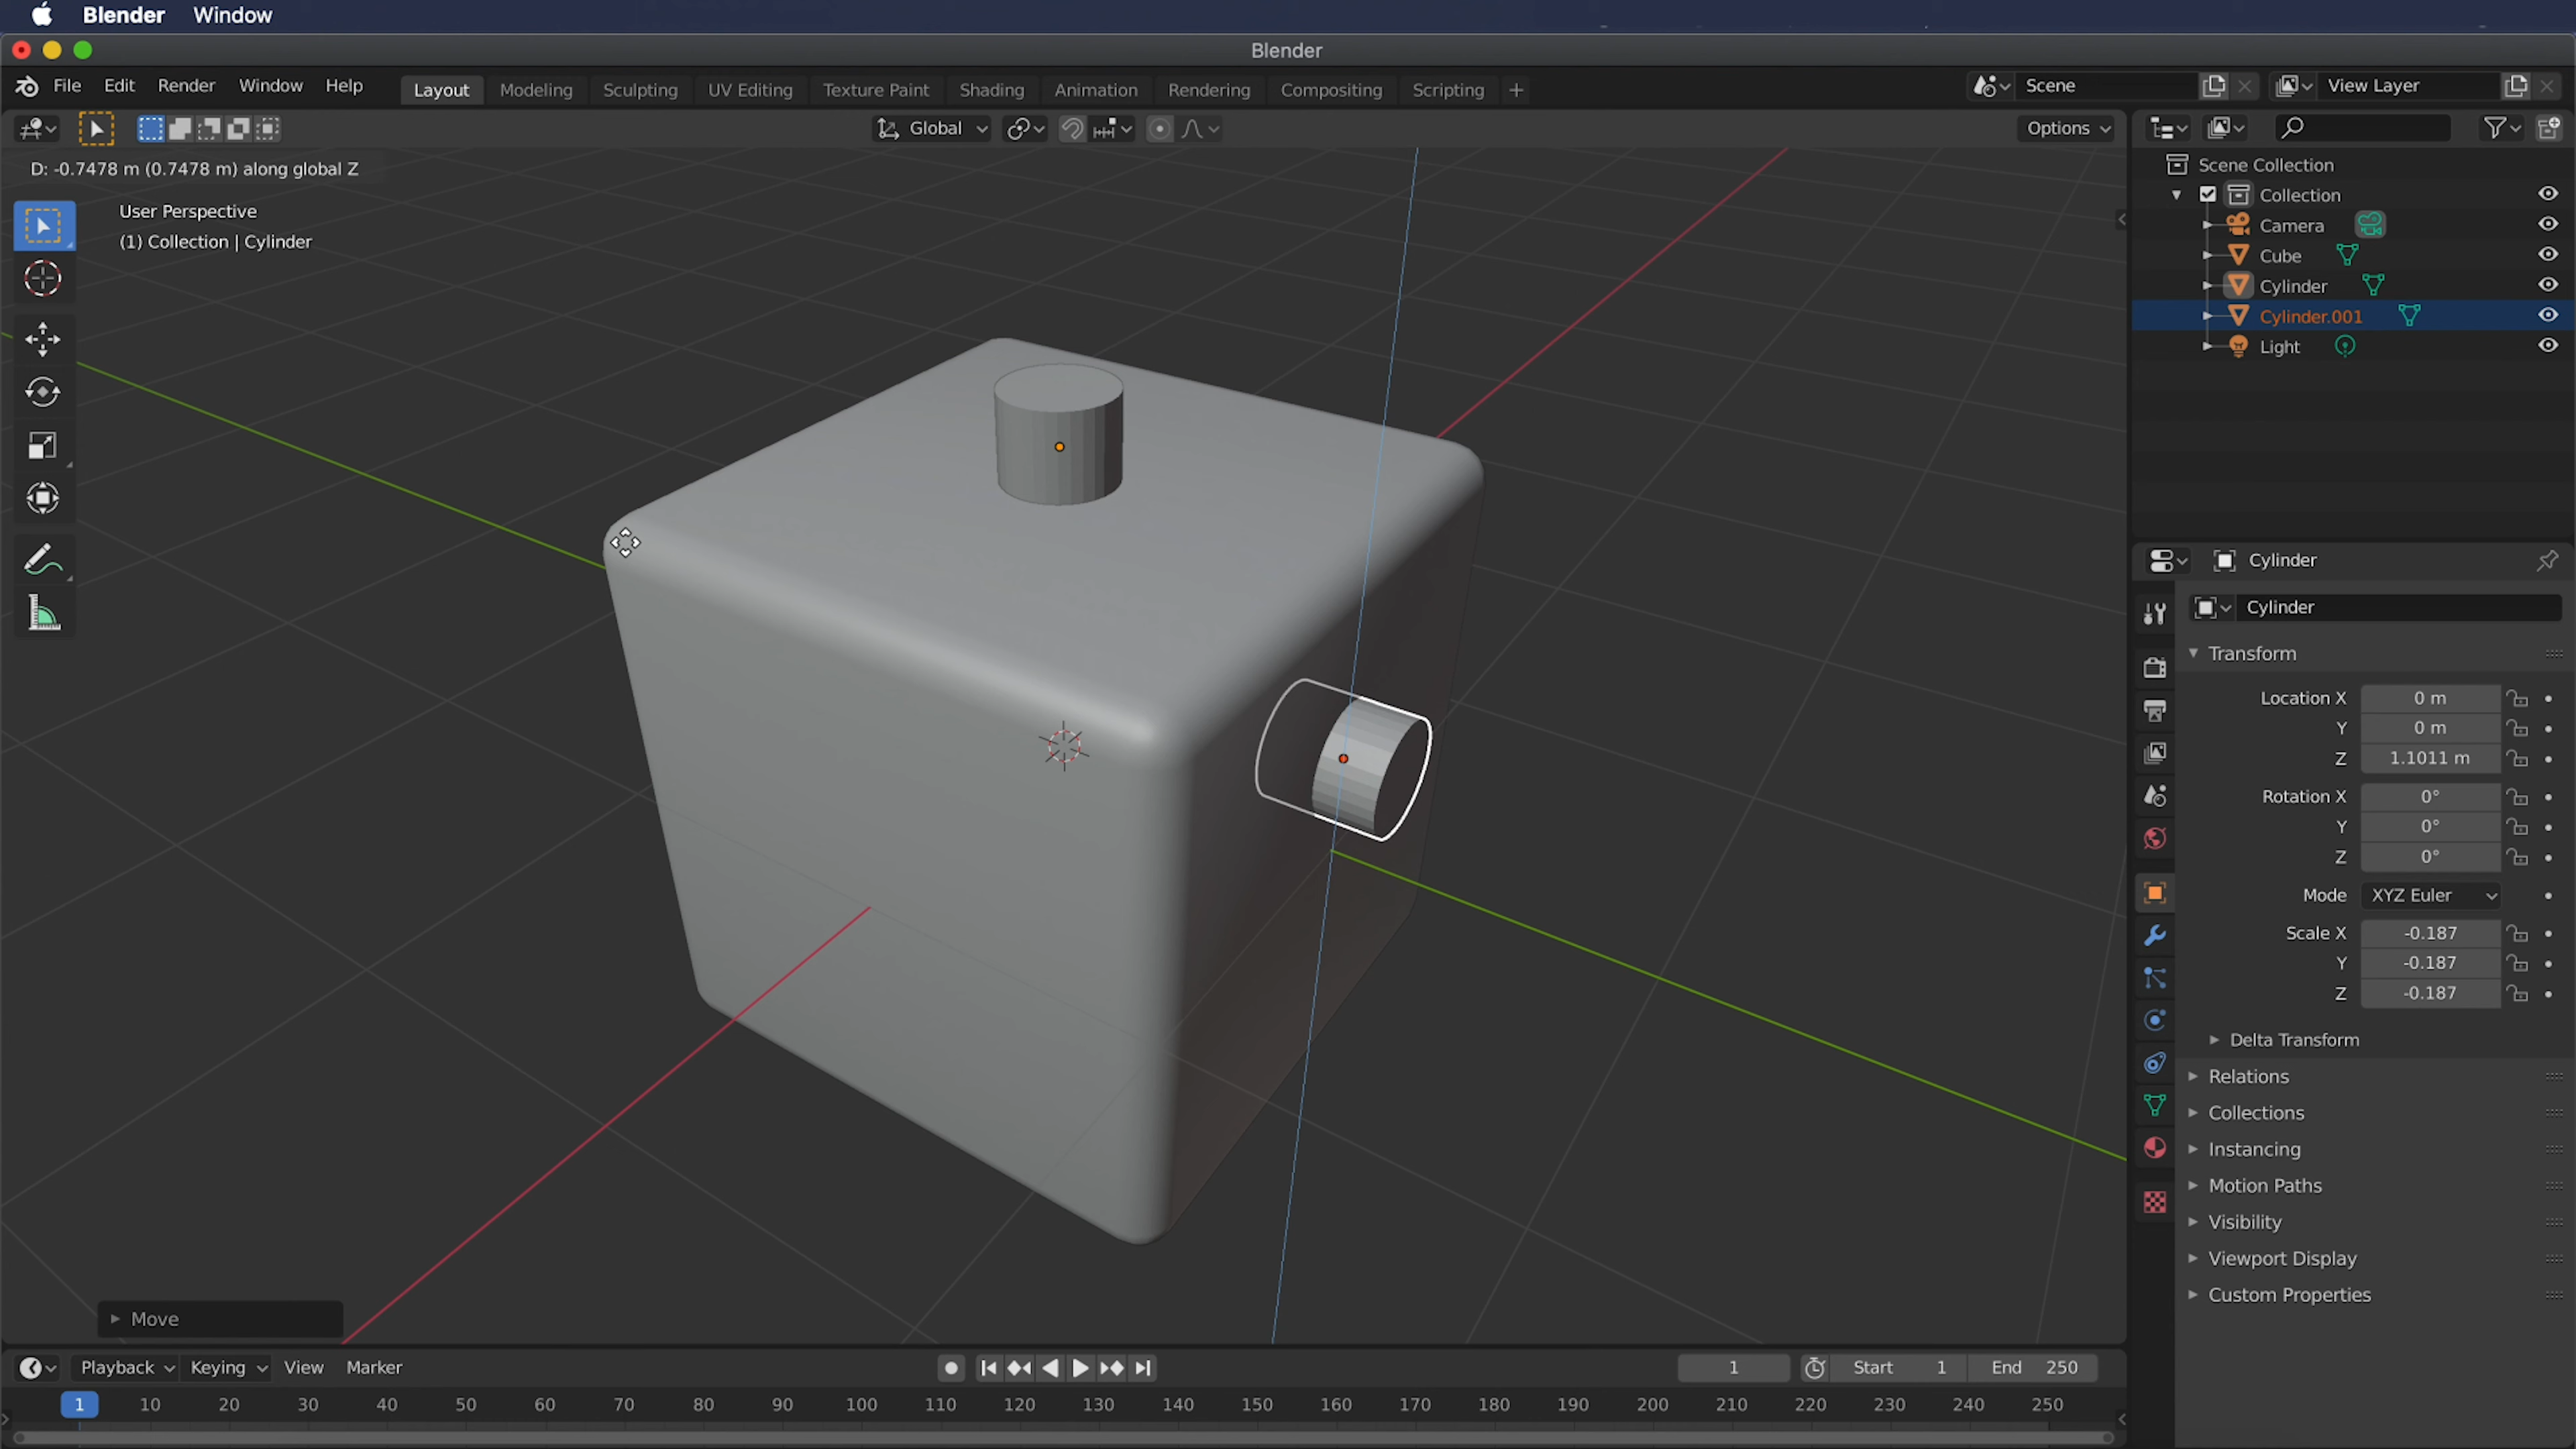 Blender Window
Blender
File Edit Render Window Help Layout Modeling Sculpting UV Editing Texture Paint Shading Animation Rendering Compositing Scripting + Scene View Layer
Global Options
D: -0.7478 m (0.7478 m) along global Z
User Perspective
(1) Collection | Cylinder
Scene Collection
Collection
Camera
Cube
Cylinder
Cylinder.001
Light
Cylinder
Cylinder
Transform
Location X 0 m
Y 0 m
Z 1.1011 m
Rotation X 0°
Y 0°
Z 0°
Mode XYZ Euler
Scale X -0.187
Y -0.187
Z -0.187
Delta Transform
Relations
Collections
Instancing
Motion Paths
Visibility
Viewport Display
Custom Properties
Move
Playback Keying View Marker 1 Start 1 End 250
1 10 20 30 40 50 60 70 80 90 100 110 120 130 140 150 160 170 180 190 200 210 220 230 240 250